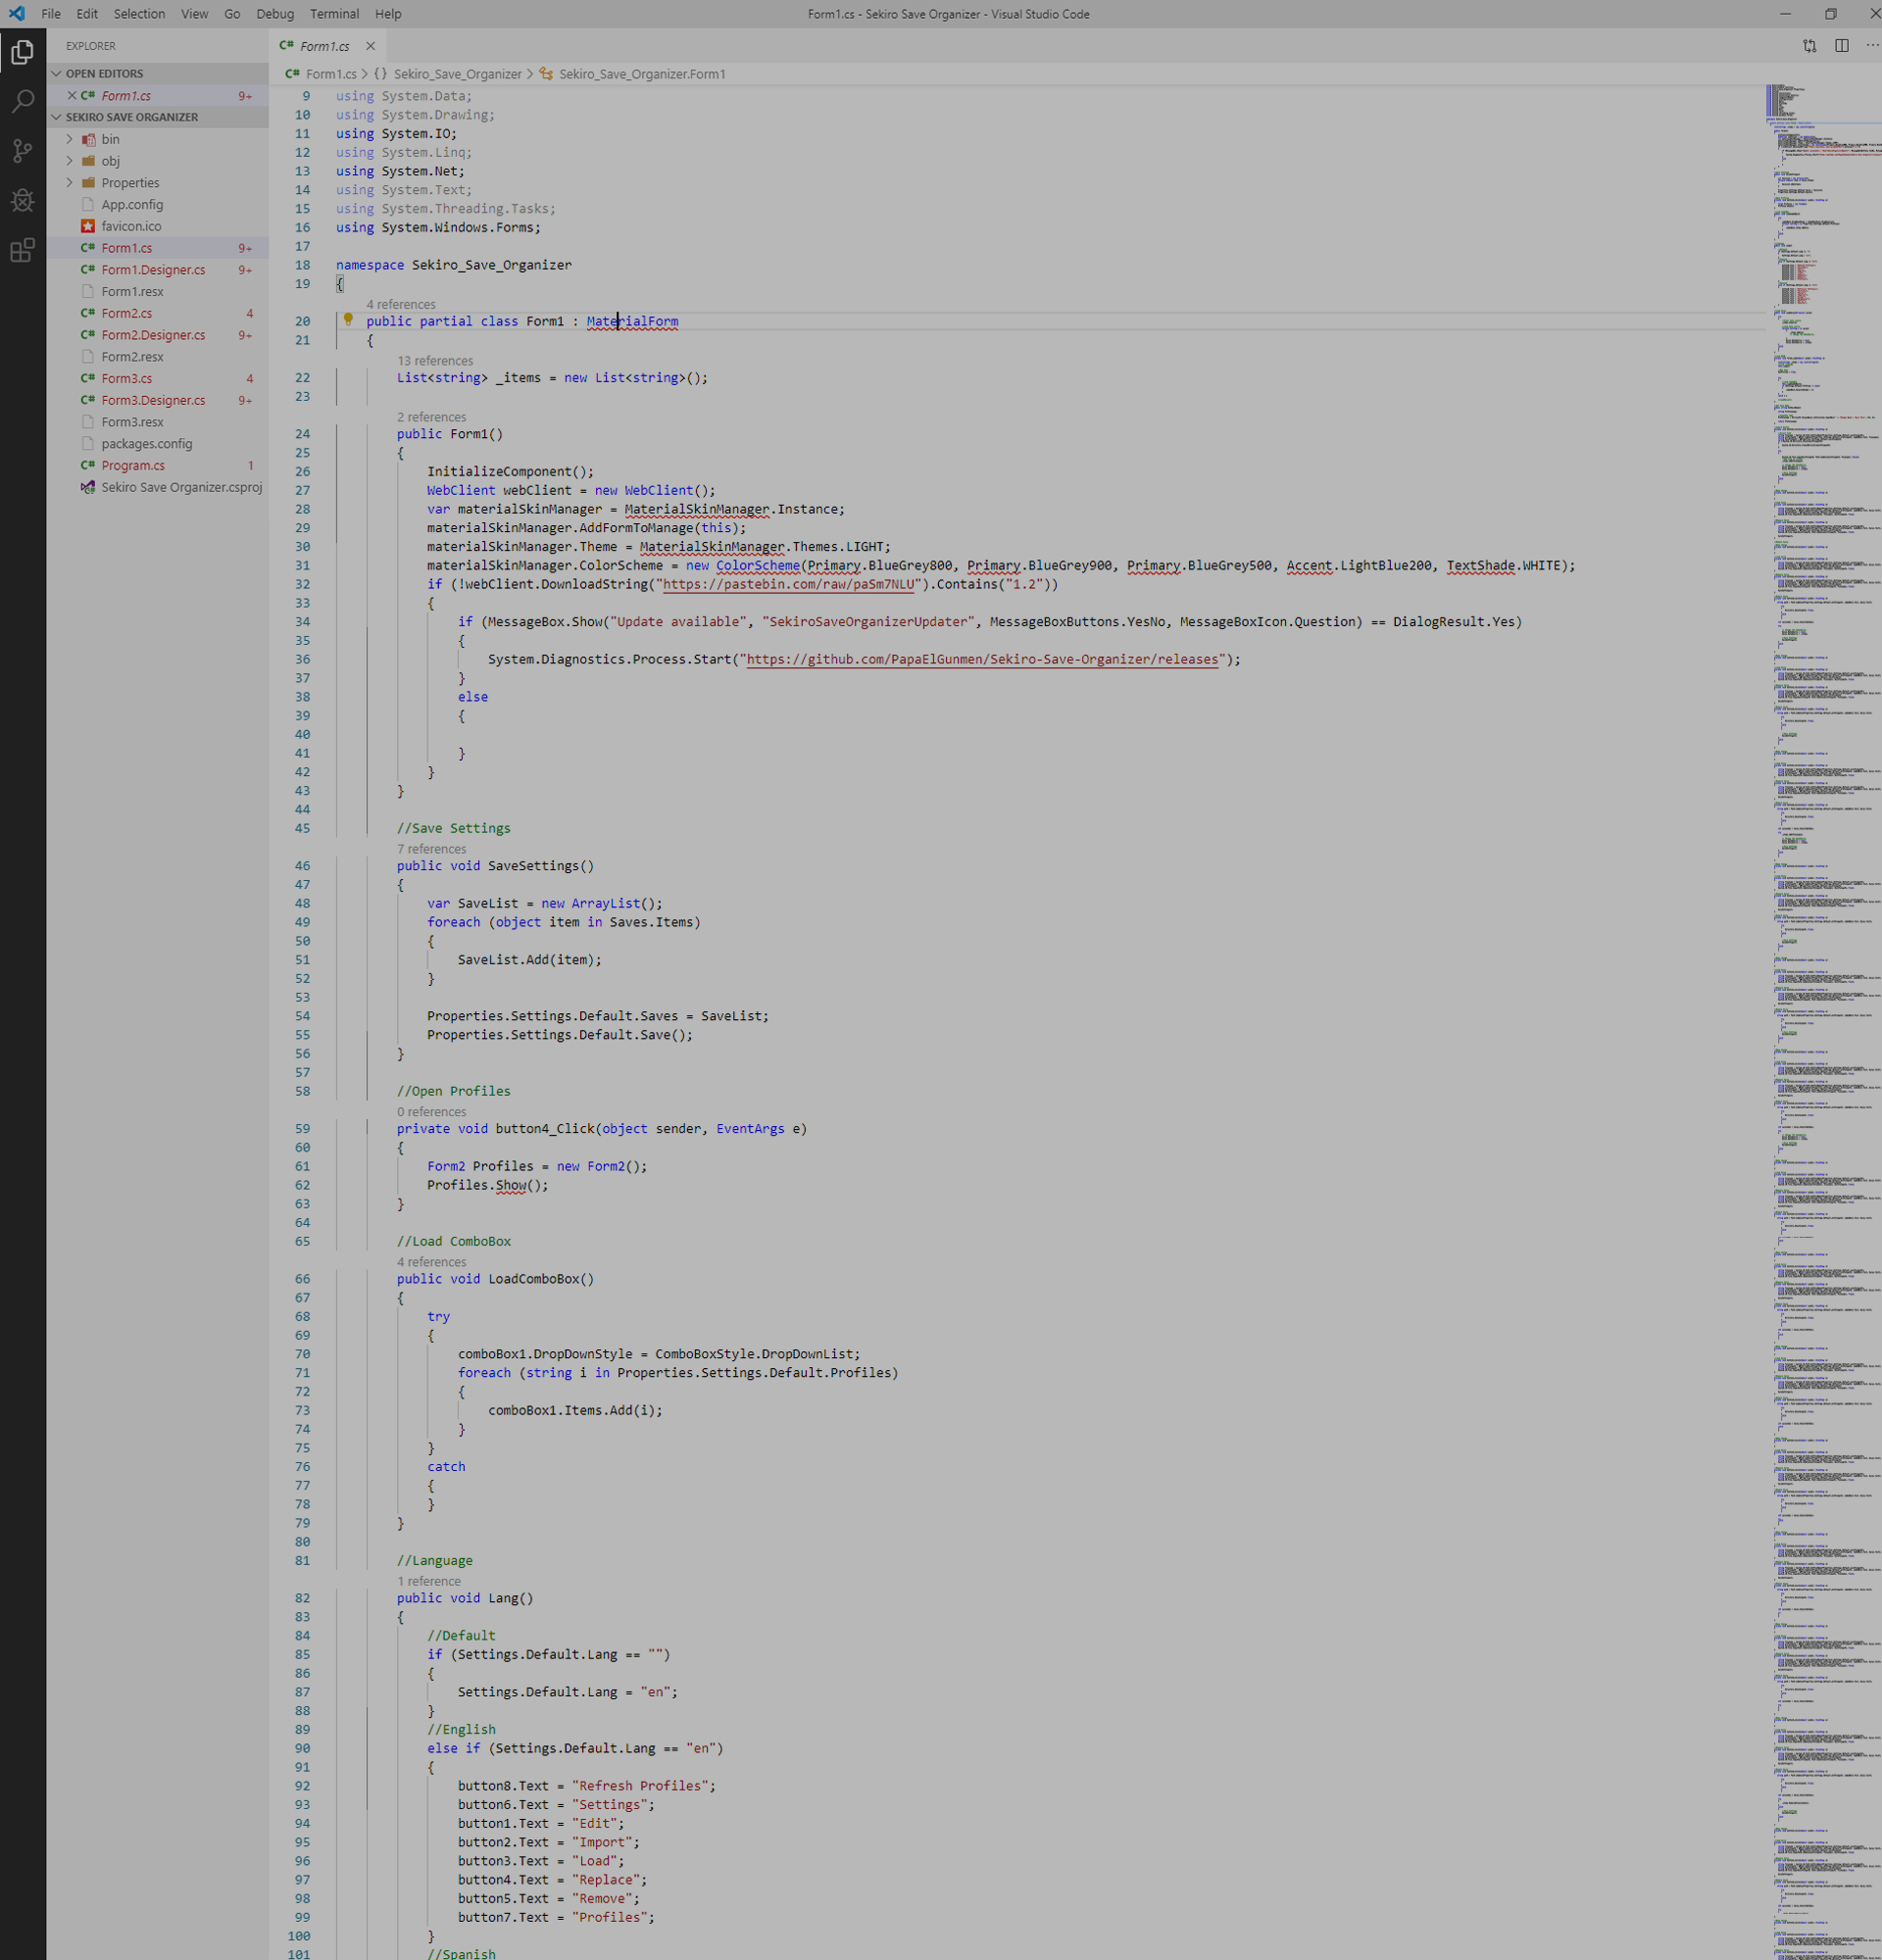 File Edit Selection View Go Debug Terminal Help
Form1.cs - Sekiro Save Organizer - Visual Studio Code
EXPLORER
OPEN EDITORS
C# Form1.cs 9+
SEKIRO SAVE ORGANIZER
bin
obj
Properties
App.config
favicon.ico
C# Form1.cs 9+
C# Form1.Designer.cs 9+
Form1.resx
C# Form2.cs 4
C# Form2.Designer.cs 9+
Form2.resx
C# Form3.cs 4
C# Form3.Designer.cs 9+
Form3.resx
packages.config
C# Program.cs 1
Sekiro Save Organizer.csproj
C# Form1.cs
C# Form1.cs > {} Sekiro_Save_Organizer > Sekiro_Save_Organizer.Form1
9 using System.Data;
10 using System.Drawing;
11 using System.IO;
12 using System.Linq;
13 using System.Net;
14 using System.Text;
15 using System.Threading.Tasks;
16 using System.Windows.Forms;
17
18 namespace Sekiro_Save_Organizer
19 {
4 references
20 public partial class Form1 : MaterialForm
21 {
13 references
22 List<string> _items = new List<string>();
23
2 references
24 public Form1()
25 {
26 InitializeComponent();
27 WebClient webClient = new WebClient();
28 var materialSkinManager = MaterialSkinManager.Instance;
29 materialSkinManager.AddFormToManage(this);
30 materialSkinManager.Theme = MaterialSkinManager.Themes.LIGHT;
31 materialSkinManager.ColorScheme = new ColorScheme(Primary.BlueGrey800, Primary.BlueGrey900, Primary.BlueGrey500, Accent.LightBlue200, TextShade.WHITE);
32 if (!webClient.DownloadString("https://pastebin.com/raw/paSm7NLU").Contains("1.2"))
33 {
34 if (MessageBox.Show("Update available", "SekiroSaveOrganizerUpdater", MessageBoxButtons.YesNo, MessageBoxIcon.Question) == DialogResult.Yes)
35 {
36 System.Diagnostics.Process.Start("https://github.com/PapaElGunmen/Sekiro-Save-Organizer/releases");
37 }
38 else
39 {
40
41 }
42 }
43 }
44
45 //Save Settings
7 references
46 public void SaveSettings()
47 {
48 var SaveList = new ArrayList();
49 foreach (object item in Saves.Items)
50 {
51 SaveList.Add(item);
52 }
53
54 Properties.Settings.Default.Saves = SaveList;
55 Properties.Settings.Default.Save();
56 }
57
58 //Open Profiles
0 references
59 private void button4_Click(object sender, EventArgs e)
60 {
61 Form2 Profiles = new Form2();
62 Profiles.Show();
63 }
64
65 //Load ComboBox
4 references
66 public void LoadComboBox()
67 {
68 try
69 {
70 comboBox1.DropDownStyle = ComboBoxStyle.DropDownList;
71 foreach (string i in Properties.Settings.Default.Profiles)
72 {
73 comboBox1.Items.Add(i);
74 }
75 }
76 catch
77 {
78 }
79 }
80
81 //Language
1 reference
82 public void Lang()
83 {
84 //Default
85 if (Settings.Default.Lang == "")
86 {
87 Settings.Default.Lang = "en";
88 }
89 //English
90 else if (Settings.Default.Lang == "en")
91 {
92 button8.Text = "Refresh Profiles";
93 button6.Text = "Settings";
94 button1.Text = "Edit";
95 button2.Text = "Import";
96 button3.Text = "Load";
97 button4.Text = "Replace";
98 button5.Text = "Remove";
99 button7.Text = "Profiles";
100 }
101 //Spanish